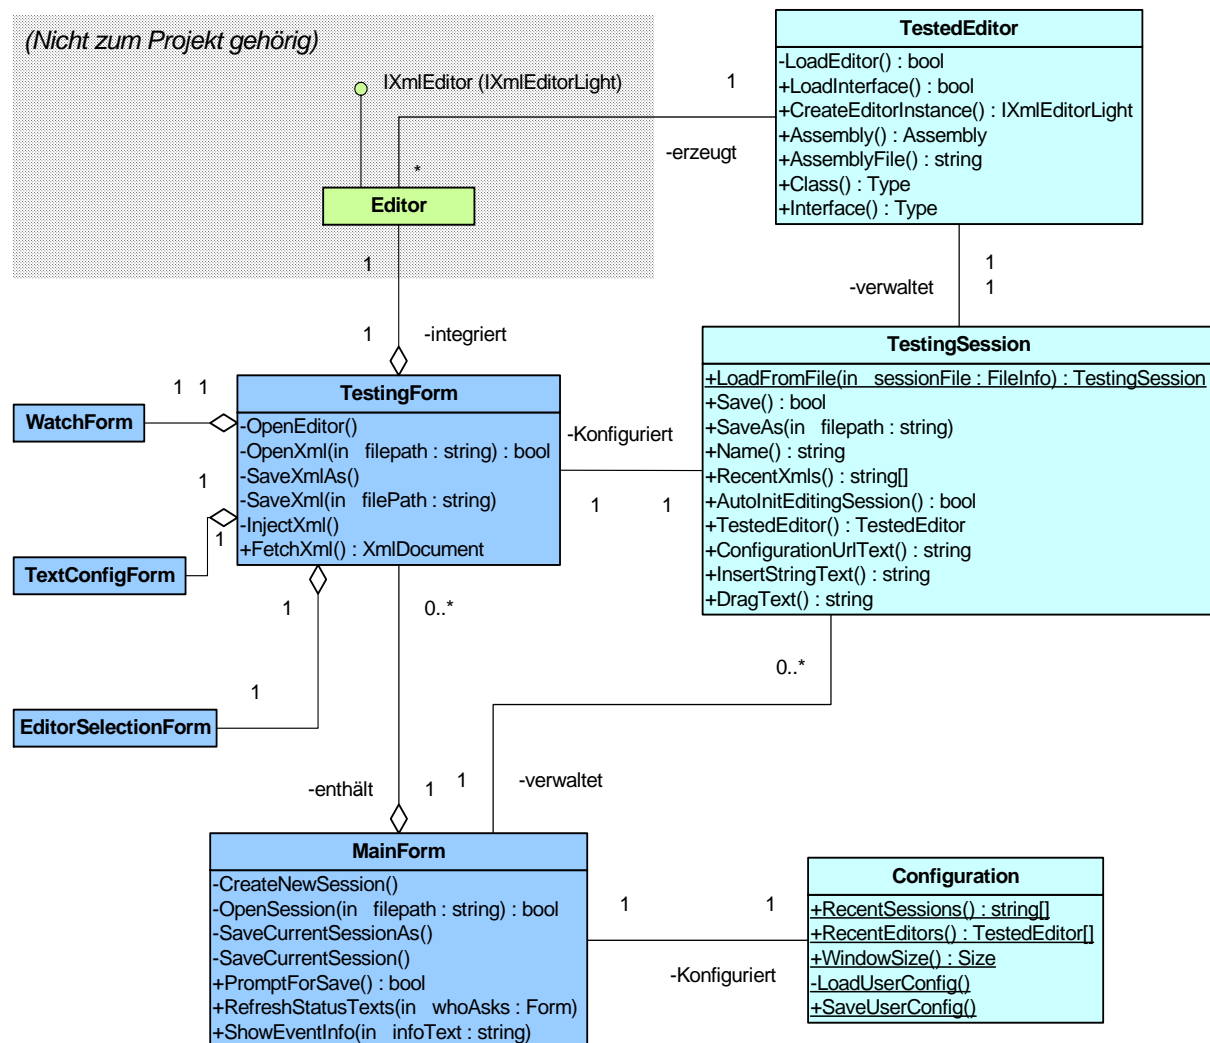 (Nicht zum Projekt gehörig)
IXmlEditor (IXmlEditorLight)
Editor
TestedEditor
-LoadEditor() : bool
+LoadInterface() : bool
+CreateEditorInstance() : IXmlEditorLight
+Assembly() : Assembly
+AssemblyFile() : string
+Class() : Type
+Interface() : Type
1
*
-erzeugt
1
1
-integriert
1
1
-verwaltet
TestingSession
+LoadFromFile(in sessionFile : FileInfo) : TestingSession
+Save() : bool
+SaveAs(in filepath : string)
+Name() : string
+RecentXmls() : string[]
+AutoInitEditingSession() : bool
+TestedEditor() : TestedEditor
+ConfigurationUrlText() : string
+InsertStringText() : string
+DragText() : string
TestingForm
-OpenEditor()
-OpenXml(in filepath : string) : bool
-SaveXmlAs()
-SaveXml(in filePath : string)
-InjectXml()
+FetchXml() : XmlDocument
-Konfiguriert
1 1
WatchForm
1 1
TextConfigForm
1
1
EditorSelectionForm
1
1
0..*
-enthält
1
0..*
1
-verwaltet
MainForm
-CreateNewSession()
-OpenSession(in filepath : string) : bool
-SaveCurrentSessionAs()
-SaveCurrentSession()
+PromptForSave() : bool
+RefreshStatusTexts(in whoAsks : Form)
+ShowEventInfo(in infoText : string)
1 1
-Konfiguriert
Configuration
+RecentSessions() : string[]
+RecentEditors() : TestedEditor[]
+WindowSize() : Size
-LoadUserConfig()
+SaveUserConfig()